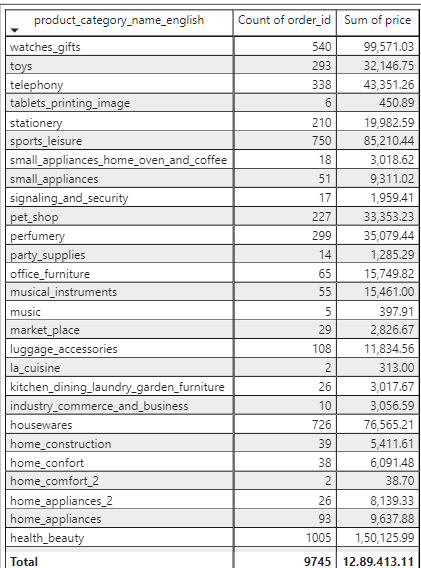 product_category_name_english Count of order_id Sum of price
watches_gifts 540 99,571.03
toys 293 32,146.75
telephony 338 43,351.26
tablets_printing_image 6 450.89
stationery 210 19,982.59
sports_leisure 750 85,210.44
small_appliances_home_oven_and_coffee 18 3,018.62
small_appliances 51 9,311.02
signaling_and_security 17 1,959.41
pet_shop 227 33,353.23
perfumery 299 35,079.44
party_supplies 14 1,285.29
office_furniture 65 15,749.82
musical_instruments 55 15,461.00
music 5 397.91
market_place 29 2,826.67
luggage_accessories 108 11,834.56
la_cuisine 2 313.00
kitchen_dining_laundry_garden_furniture 26 3,017.67
industry_commerce_and_business 10 3,056.59
housewares 726 76,565.21
home_construction 39 5,411.61
home_confort 38 6,091.48
home_comfort_2 2 38.70
home_appliances_2 26 8,139.33
home_appliances 93 9,637.88
health_beauty 1005 1,50,125.99
Total 9745 12,89,413.11